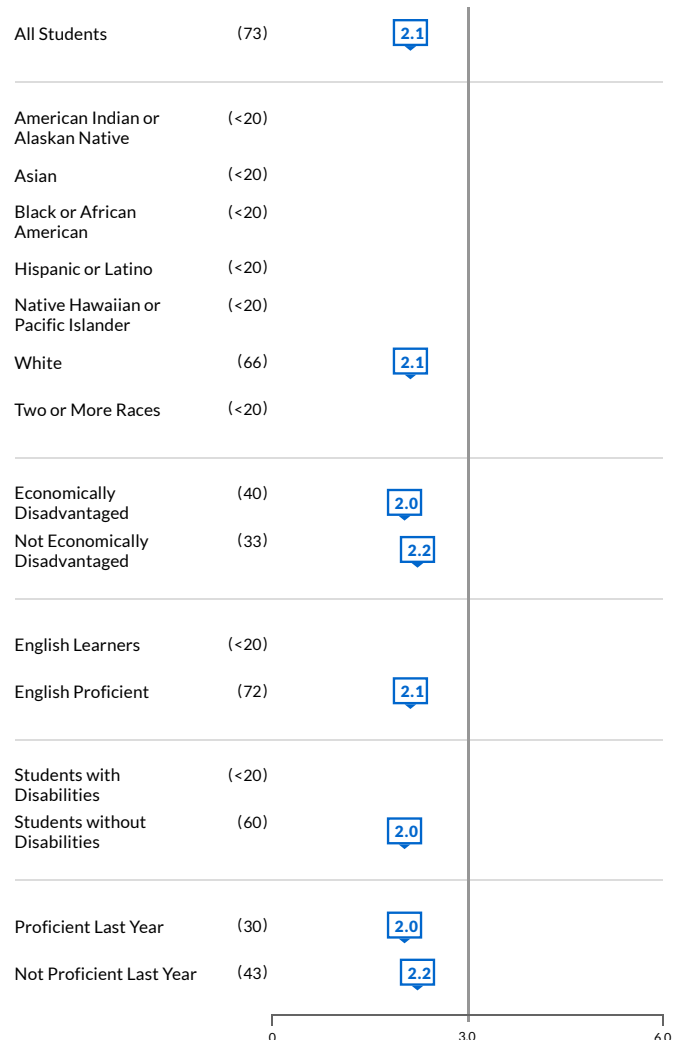 All Students (73) 2.1
American Indian or (<20)
Alaskan Native
Asian (<20)
Black or African (<20)
American
Hispanic or Latino (<20)
Native Hawaiian or (<20)
Pacific Islander
White (66) 2.1
Two or More Races (<20)
Economically (40) 2.0
Disadvantaged
Not Economically (33) 2.2
Disadvantaged
English Learners (<20)
English Proficient (72) 2.1
Students with (<20)
Disabilities
Students without (60) 2.0
Disabilities
Proficient Last Year (30) 2.0
Not Proficient Last Year (43) 2.2
0 3.0 6.0